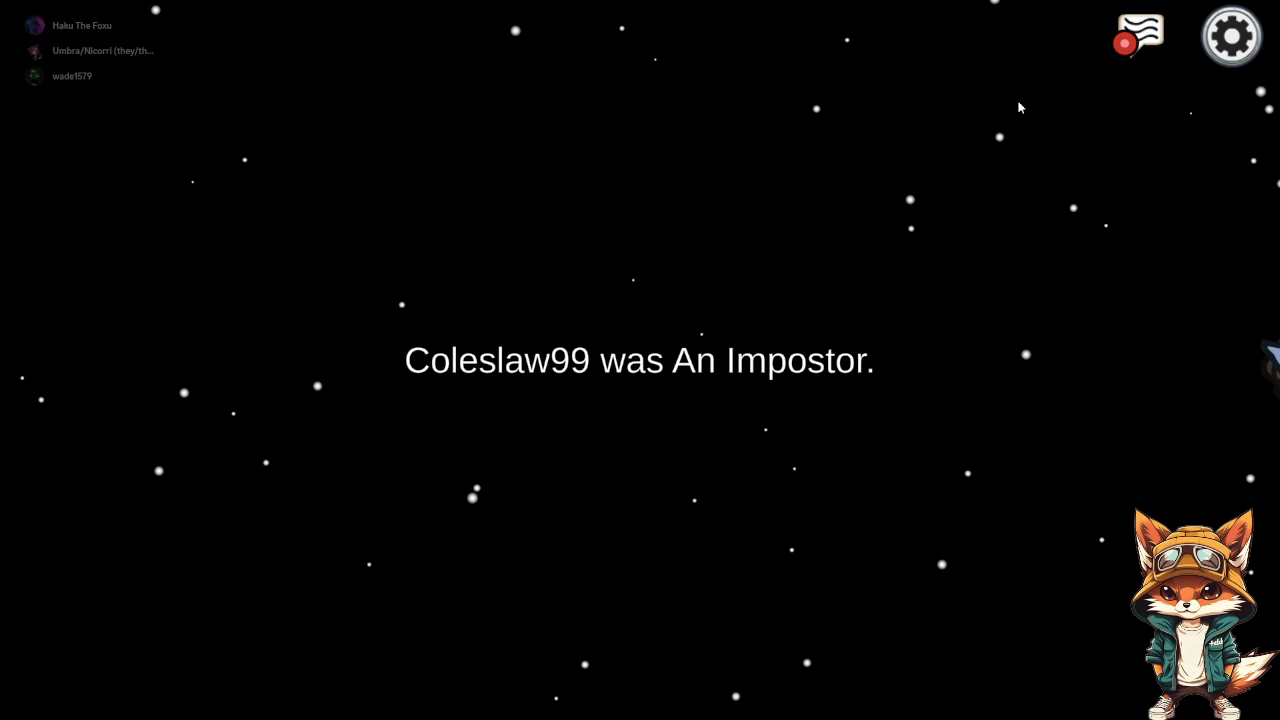 Haku The Foxu
Umbra/Nicorri (they/th...
wade1579
Coleslaw99 was An Impostor.